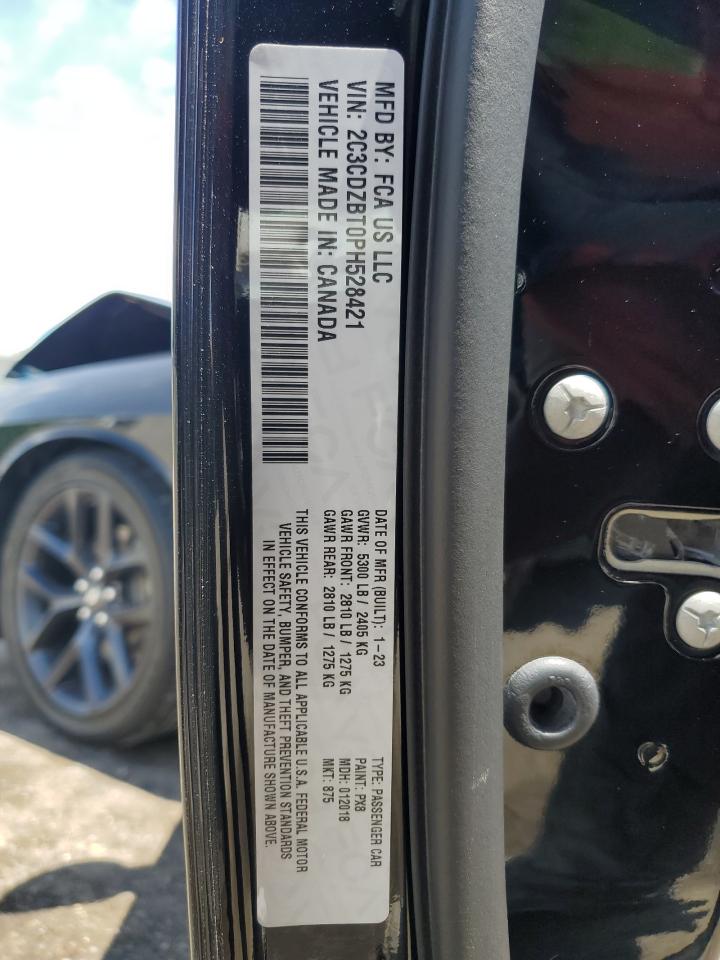 MFD BY: FCA US LLC
VIN: 2C3CDZBT0PH528421
VEHICLE MADE IN: CANADA
DATE OF MFR (BUILT): 1-23
GVWR: 5300 LB / 2405 KG
GAWR FRONT: 2810 LB / 1275 KG
GAWR REAR: 2810 LB / 1275 KG
THIS VEHICLE CONFORMS TO ALL APPLICABLE U.S.A. FEDERAL MOTOR
VEHICLE SAFETY, BUMPER, AND THEFT PREVENTION STANDARDS
IN EFFECT ON THE DATE OF MANUFACTURE SHOWN ABOVE.
TYPE: PASSENGER CAR
PAINT: PX8
MDH: 012018
MKT: 875